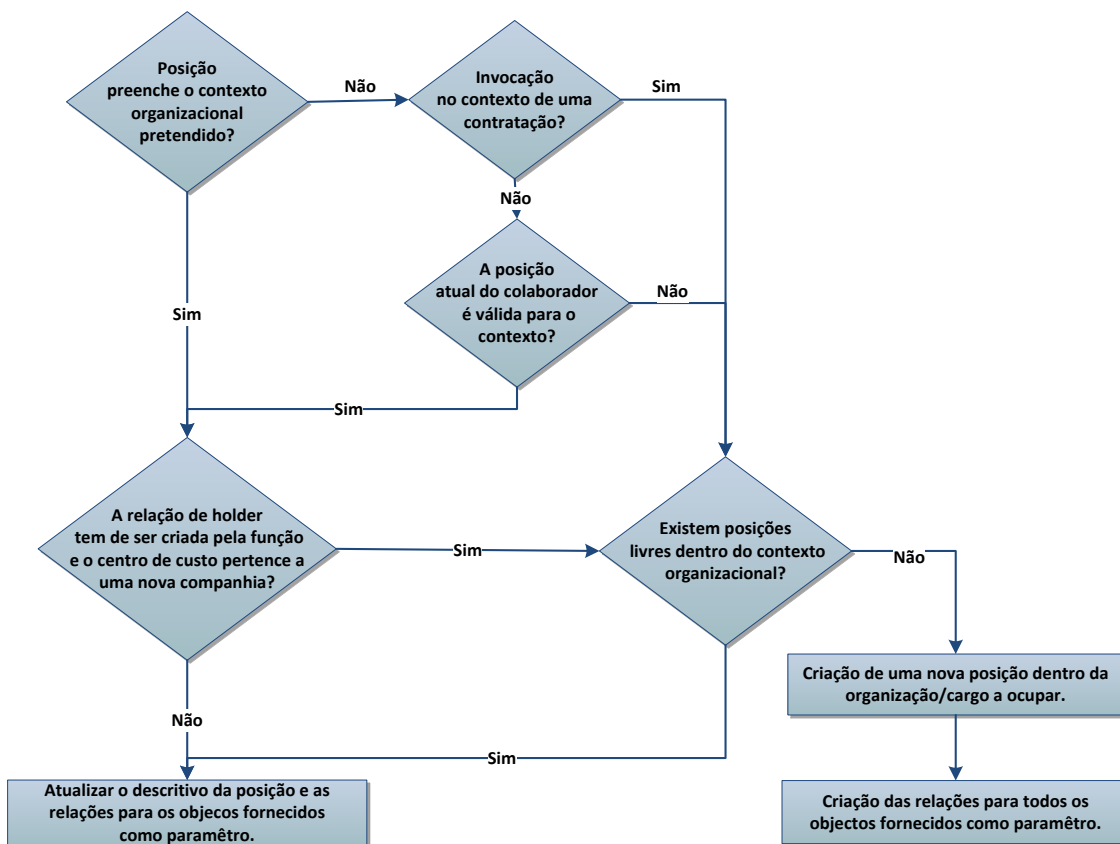 Posição
preenche o contexto
organizacional
pretendido?
Não
Invocação
no contexto de uma
contratação?
Sim
Não
A posição
atual do colaborador
é válida para o
contexto?
Não
Sim
Sim
A relação de holder
tem de ser criada pela função
e o centro de custo pertence a
uma nova companhia?
Sim
Existem posições
livres dentro do contexto
organizacional?
Não
Criação de uma nova posição dentro da
organização/cargo a ocupar.
Não
Sim
Atualizar o descritivo da posição e as
relações para os objecos fornecidos
como paramêtro.
Criação das relações para todos os
objectos fornecidos como paramêtro.